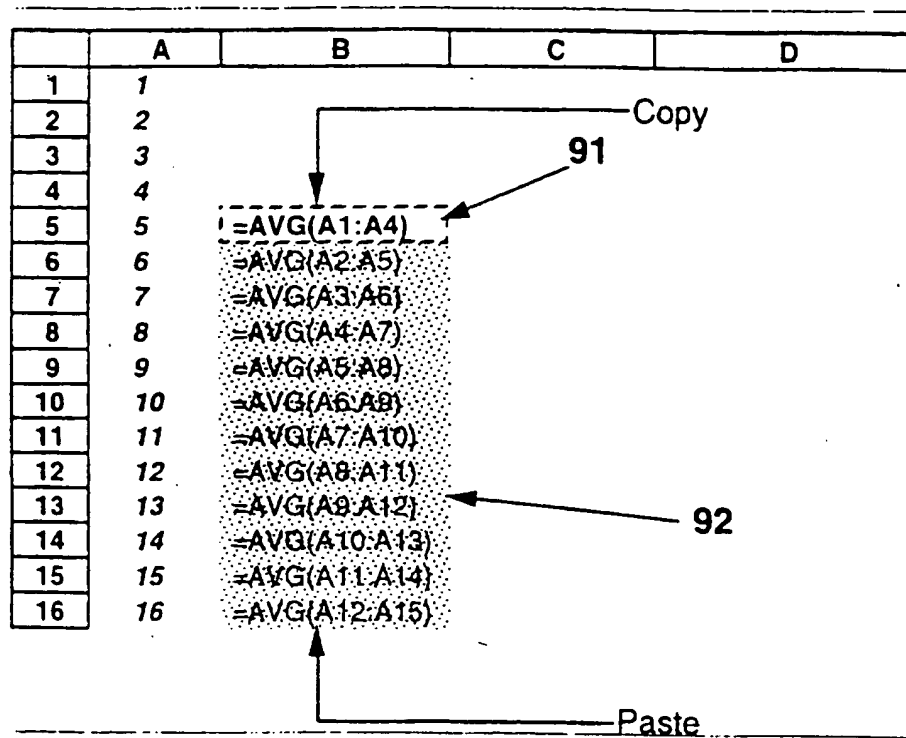 A B C D
1 1
2 2 Copy
3 3 91
4 4
5 5 =AVG(A1:A4)
6 6 =AVG(A2:A5)
7 7 =AVG(A3:A6)
8 8 =AVG(A4:A7)
9 9 =AVG(A5:A8)
10 10 =AVG(A6:A9)
11 11 =AVG(A7:A10)
12 12 =AVG(A8:A11)
13 13 =AVG(A9:A12)
14 14 =AVG(A10:A13) 92
15 15 =AVG(A11:A14)
16 16 =AVG(A12:A15)
Paste